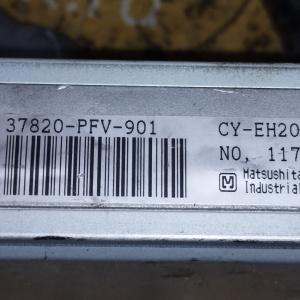 37820-PFV-901 CY-EH20
NO, 117
M Matsushita
Industrial